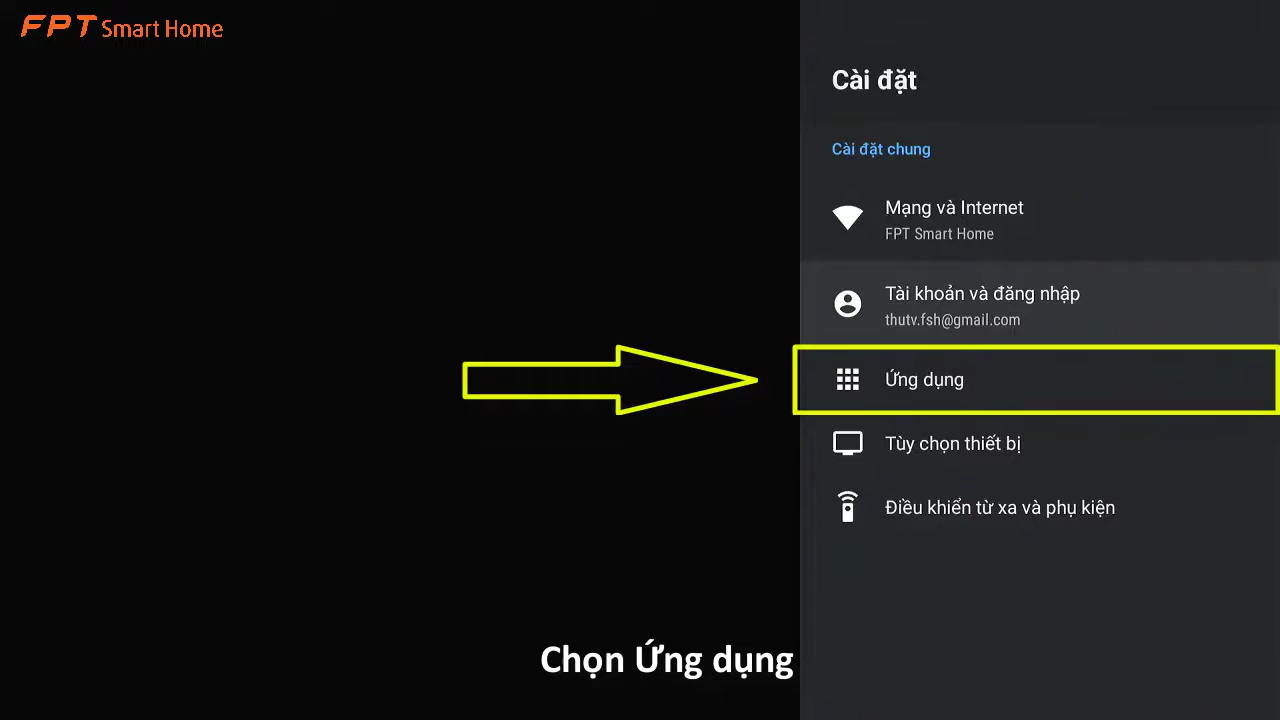 FPT Smart Home
Cài đặt
Cài đặt chung
Mạng và Internet
FPT Smart Home
Tài khoản và đăng nhập
thutv.fsh@gmail.com
Ứng dụng
Tùy chọn thiết bị
Điều khiển từ xa và phụ kiện
Chọn Ứng dụng